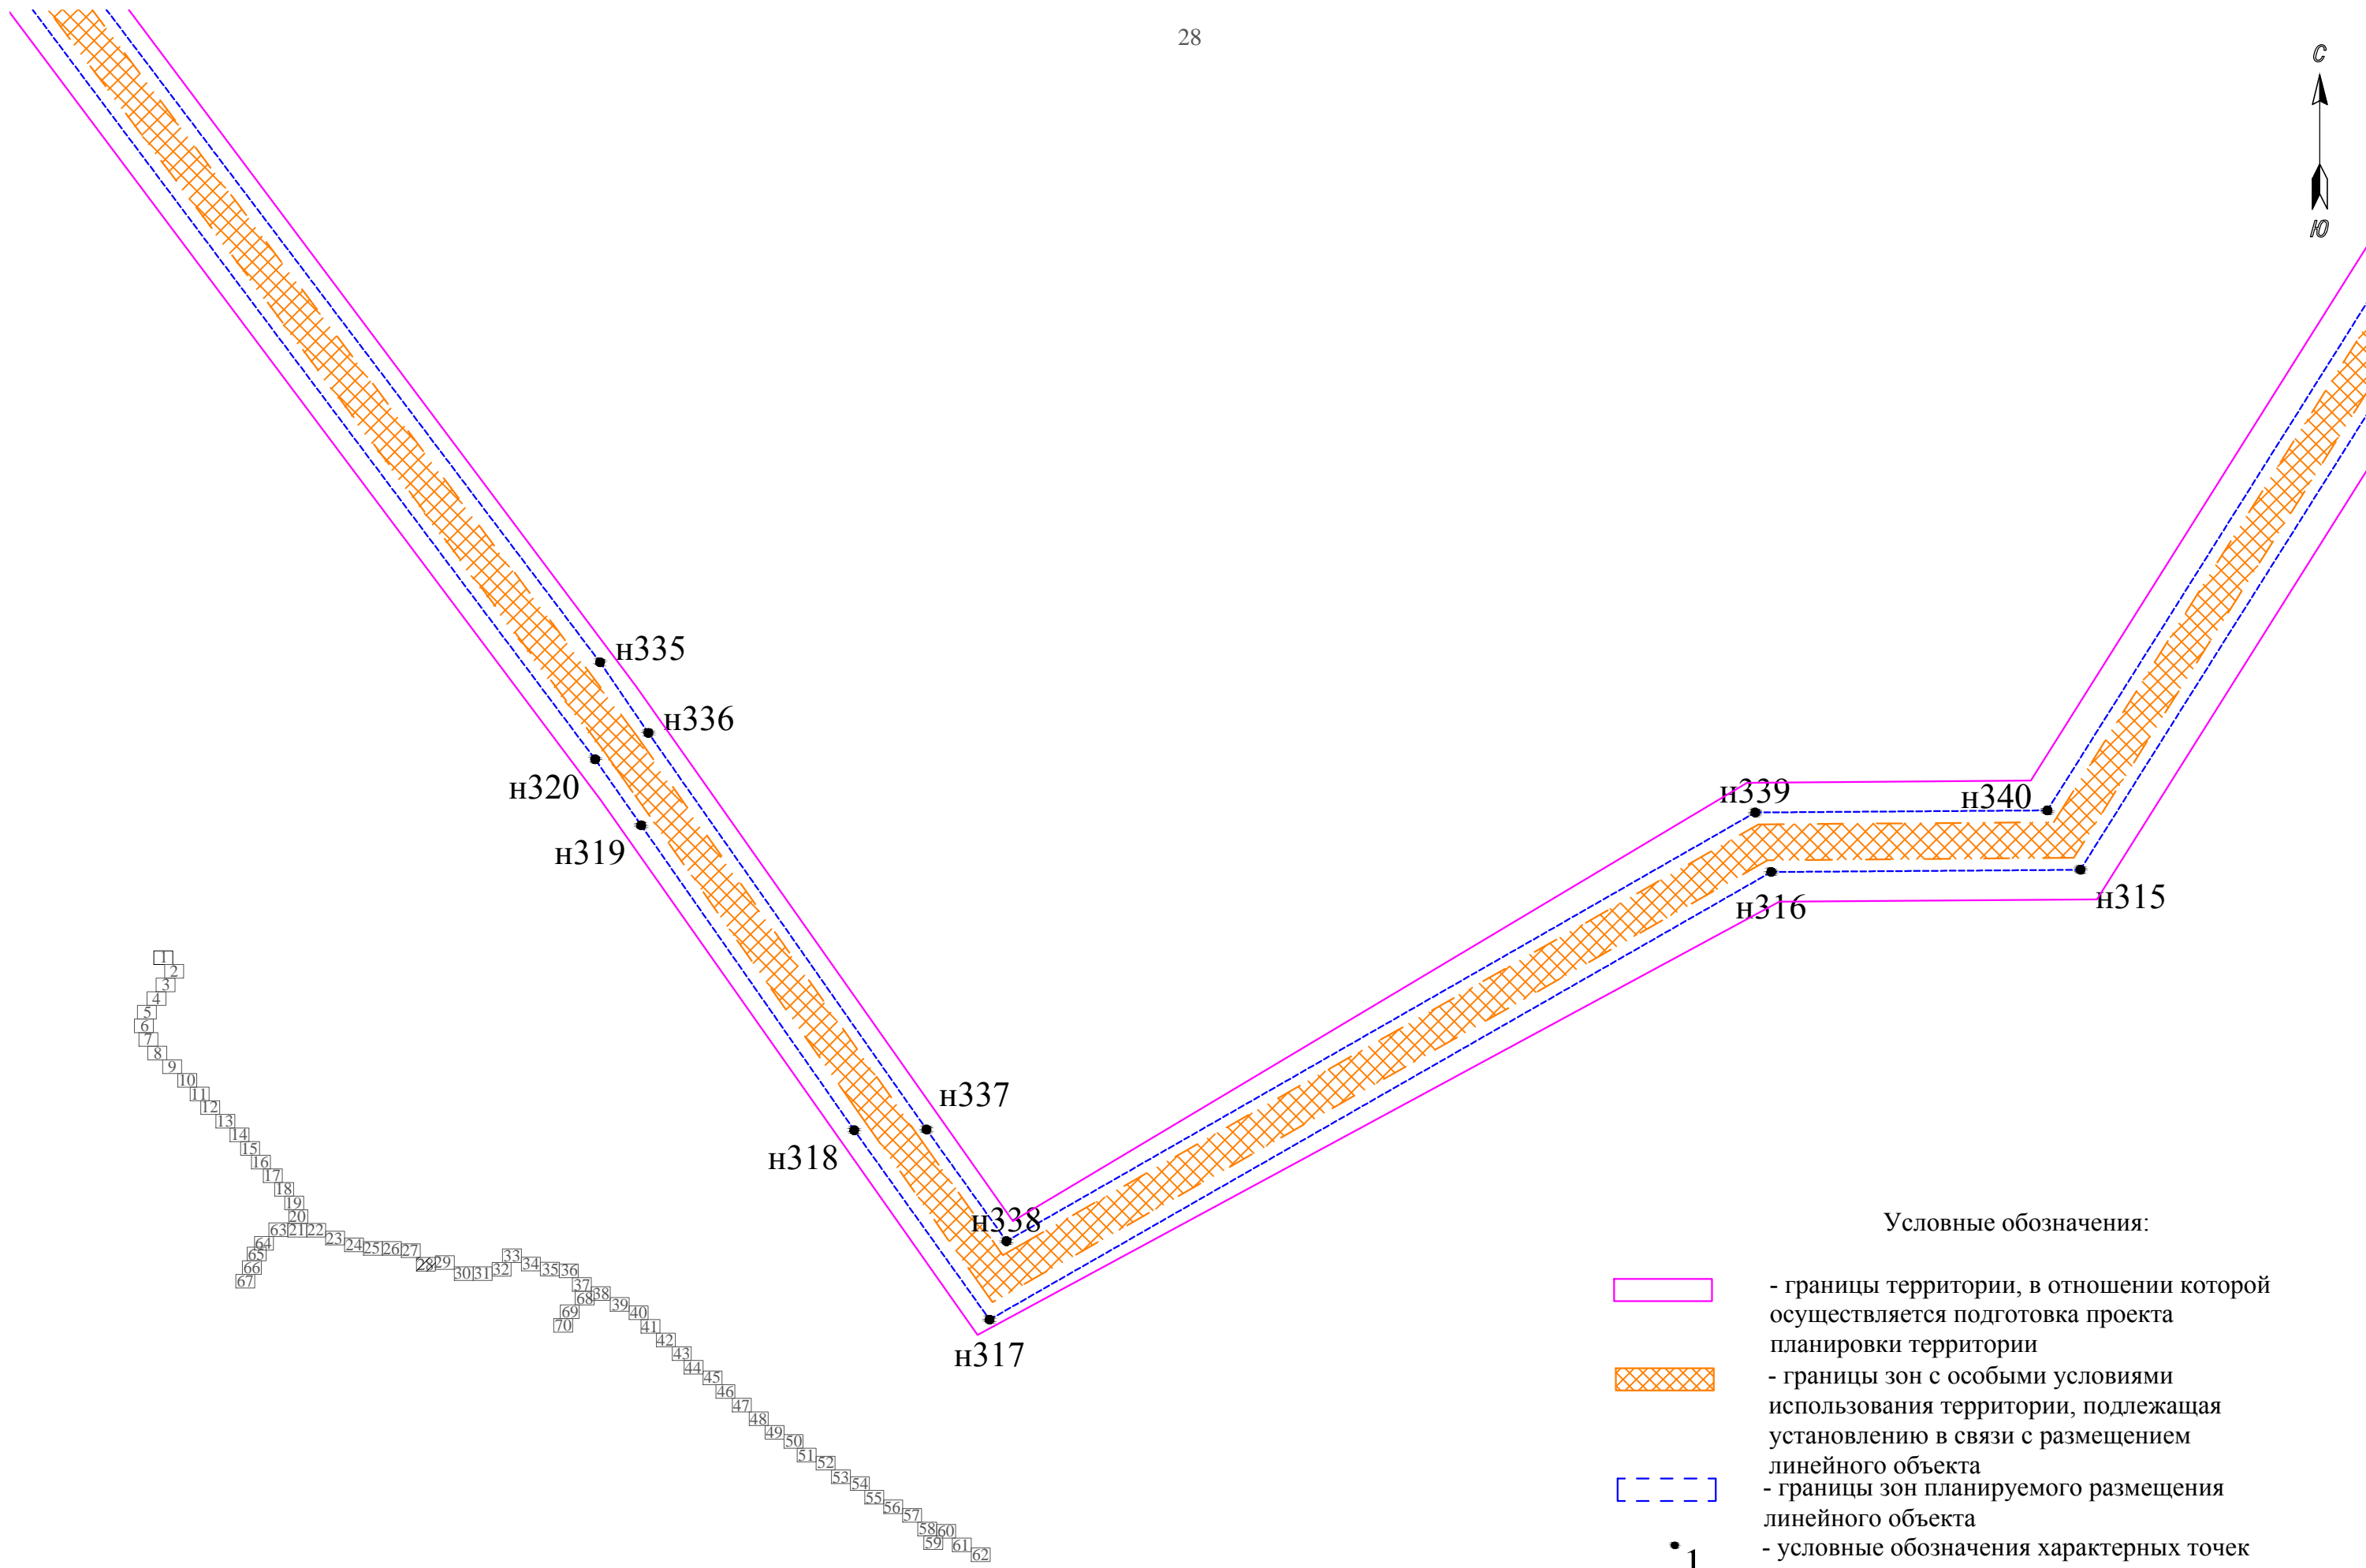 28
С
Ю
н335
н336
н320
н319
н339
н340
н316
н315
н337
н318
н338
н317
1
2
3
4
5
6
7
8
9
10
11
12
13
14
15
16
17
18
19
20
63 21 22
23
24
25 26 27
28 29
30 31 32
33
34
35 36
37
38
39
40
41
42
43
44
45
46
47
48
49
50
51
52
53
54
55
56
57
58 60
59 61
62
64
65
66
67
68
69
70
Условные обозначения:
- границы территории, в отношении которой
осуществляется подготовка проекта
планировки территории
- границы зон с особыми условиями
использования территории, подлежащая
установлению в связи с размещением
линейного объекта
- границы зон планируемого размещения
линейного объекта
1 - условные обозначения характерных точек